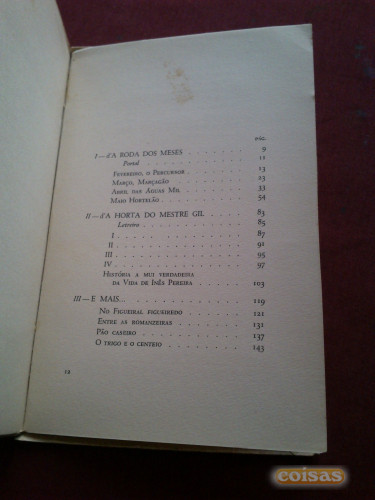 PÁG.
I—d'A RODA DOS MESES . . . . . . . 9
Portal . . . . . . . 11
FEVEREIRO, O PERCURSOR . . . . . 13
MARÇO, MARÇAGÃO . . . . . . 23
ABRIL DAS ÁGUAS MIL . . . . . 33
MAIO HORTELÃO . . . . . . 54
II—d'A HORTA DO MESTRE GIL . . . . 83
Letreiro . . . . . . 85
I . . . . . . . . 87
II . . . . . . . . 91
III . . . . . . . . 95
IV . . . . . . . . 97
HISTÓRIA A MUI VERDADEIRA
DA VIDA DE INÊS PEREIRA . . . . 103
III—E MAIS... . . . . . . . . 119
NO FIGUEIRAL FIGUEIREDO . . . . 121
ENTRE AS ROMANZEIRAS . . . . . 131
PÃO CASEIRO . . . . . . . 137
O TRIGO E O CENTEIO . . . . . . 143
12
coisas